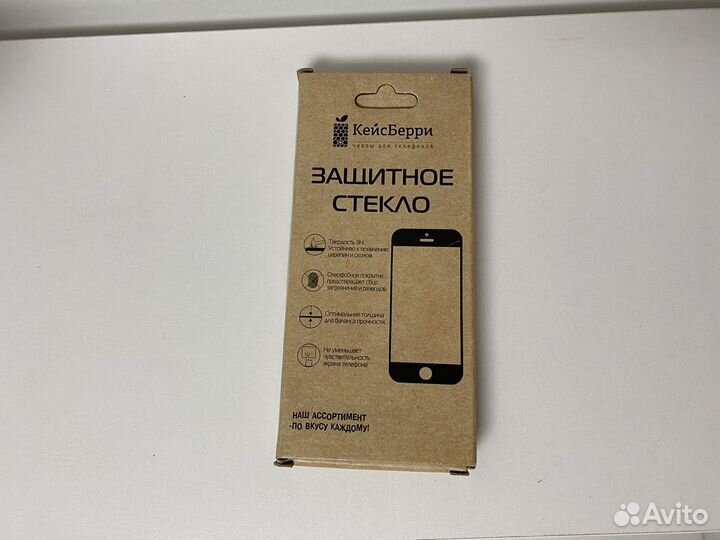 КейсБерри
чехлы для телефонов
ЗАЩИТНОЕ
СТЕКЛО
Твердость 9H.
Устойчиво к появлению
царапин и сколов.
Олеофобное покрытие
предотвращает сбор
загрязнений и разводов.
Оптимальная толщина
для баланса прочности.
Не уменьшает
чувствительность
экрана телефона.
НАШ АССОРТИМЕНТ
-ПО ВКУСУ КАЖДОМУ!
Avito